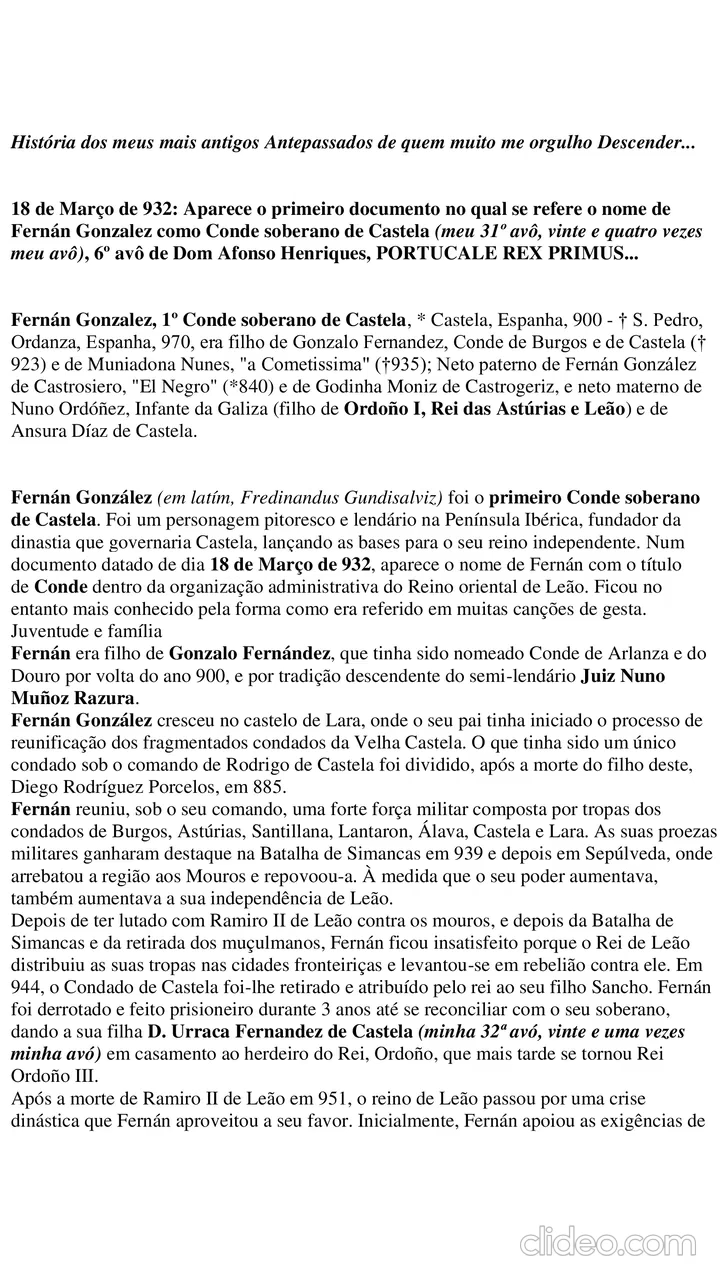 História dos meus mais antigos Antepassados de quem muito me orgulho Descender...
18 de Março de 932: Aparece o primeiro documento no qual se refere o nome de
Fernán Gonzalez como Conde soberano de Castela (meu 31º avô, vinte e quatro vezes
meu avô), 6º avô de Dom Afonso Henriques, PORTUCALE REX PRIMUS...
Fernán Gonzalez, 1º Conde soberano de Castela, * Castela, Espanha, 900 - † S. Pedro,
Ordanza, Espanha, 970, era filho de Gonzalo Fernandez, Conde de Burgos e de Castela (†
923) e de Muniadona Nunes, "a Cometissima" (†935); Neto paterno de Fernán González
de Castrosiero, "El Negro" (*840) e de Godinha Moniz de Castrogeriz, e neto materno de
Nuno Ordóñez, Infante da Galiza (filho de Ordoño I, Rei das Astúrias e Leão) e de
Ansura Díaz de Castela.
Fernán González (em latím, Fredinandus Gundisalviz) foi o primeiro Conde soberano
de Castela. Foi um personagem pitoresco e lendário na Península Ibérica, fundador da
dinastia que governaria Castela, lançando as bases para o seu reino independente. Num
documento datado de dia 18 de Março de 932, aparece o nome de Fernán com o título
de Conde dentro da organização administrativa do Reino oriental de Leão. Ficou no
entanto mais conhecido pela forma como era referido em muitas canções de gesta.
Juventude e família
Fernán era filho de Gonzalo Fernández, que tinha sido nomeado Conde de Arlanza e do
Douro por volta do ano 900, e por tradição descendente do semi-lendário Juiz Nuno
Muñoz Razura.
Fernán González cresceu no castelo de Lara, onde o seu pai tinha iniciado o processo de
reunificação dos fragmentados condados da Velha Castela. O que tinha sido um único
condado sob o comando de Rodrigo de Castela foi dividido, após a morte do filho deste,
Diego Rodríguez Porcelos, em 885.
Fernán reuniu, sob o seu comando, uma forte força militar composta por tropas dos
condados de Burgos, Astúrias, Santillana, Lantaron, Álava, Castela e Lara. As suas proezas
militares ganharam destaque na Batalha de Simancas em 939 e depois em Sepúlveda, onde
arrebatou a região aos Mouros e repovoou-a. À medida que o seu poder aumentava,
também aumentava a sua independência de Leão.
Depois de ter lutado com Ramiro II de Leão contra os mouros, e depois da Batalha de
Simancas e da retirada dos muçulmanos, Fernán ficou insatisfeito porque o Rei de Leão
distribuiu as suas tropas nas cidades fronteiriças e levantou-se em rebelião contra ele. Em
944, o Condado de Castela foi-lhe retirado e atribuído pelo rei ao seu filho Sancho. Fernán
foi derrotado e feito prisioneiro durante 3 anos até se reconciliar com o seu soberano,
dando a sua filha D. Urraca Fernandez de Castela (minha 32ª avó, vinte e uma vezes
minha avó) em casamento ao herdeiro do Rei, Ordoño, que mais tarde se tornou Rei
Ordoño III.
Após a morte de Ramiro II de Leão em 951, o reino de Leão passou por uma crise
dinástica que Fernán aproveitou a seu favor. Inicialmente, Fernán apoiou as exigências de
clideo.com